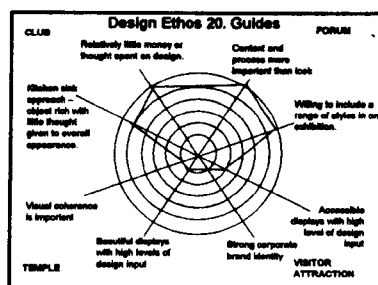 Design Ethos 20. Guides
CLUB
FORUM
Relatively little money or
thought spent on design.
Content and
process more
important than look
Kitchen sink
approach –
object rich with
little thought
given to overall
appearance.
Willing to include a
range of styles in one
exhibition.
Visual coherence
is important
Accessible
displays with high
level of design
input
Beautiful displays
with high levels of
design input
Strong corporate
brand identity
TEMPLE
VISITOR
ATTRACTION